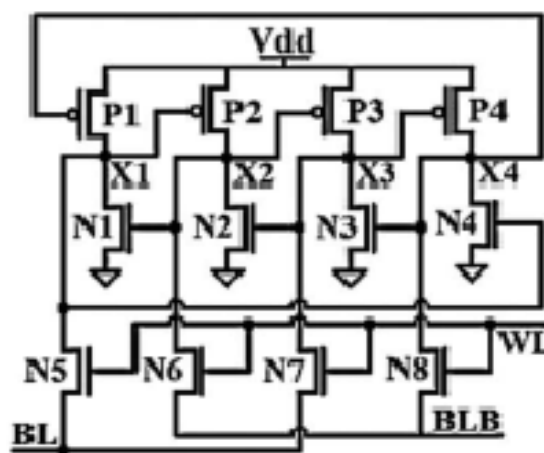 Vdd
P1 P2 P3 P4
X1 X2 X3 X4
N1 N2 N3 N4
WL
N5 N6 N7 N8
BL BLB